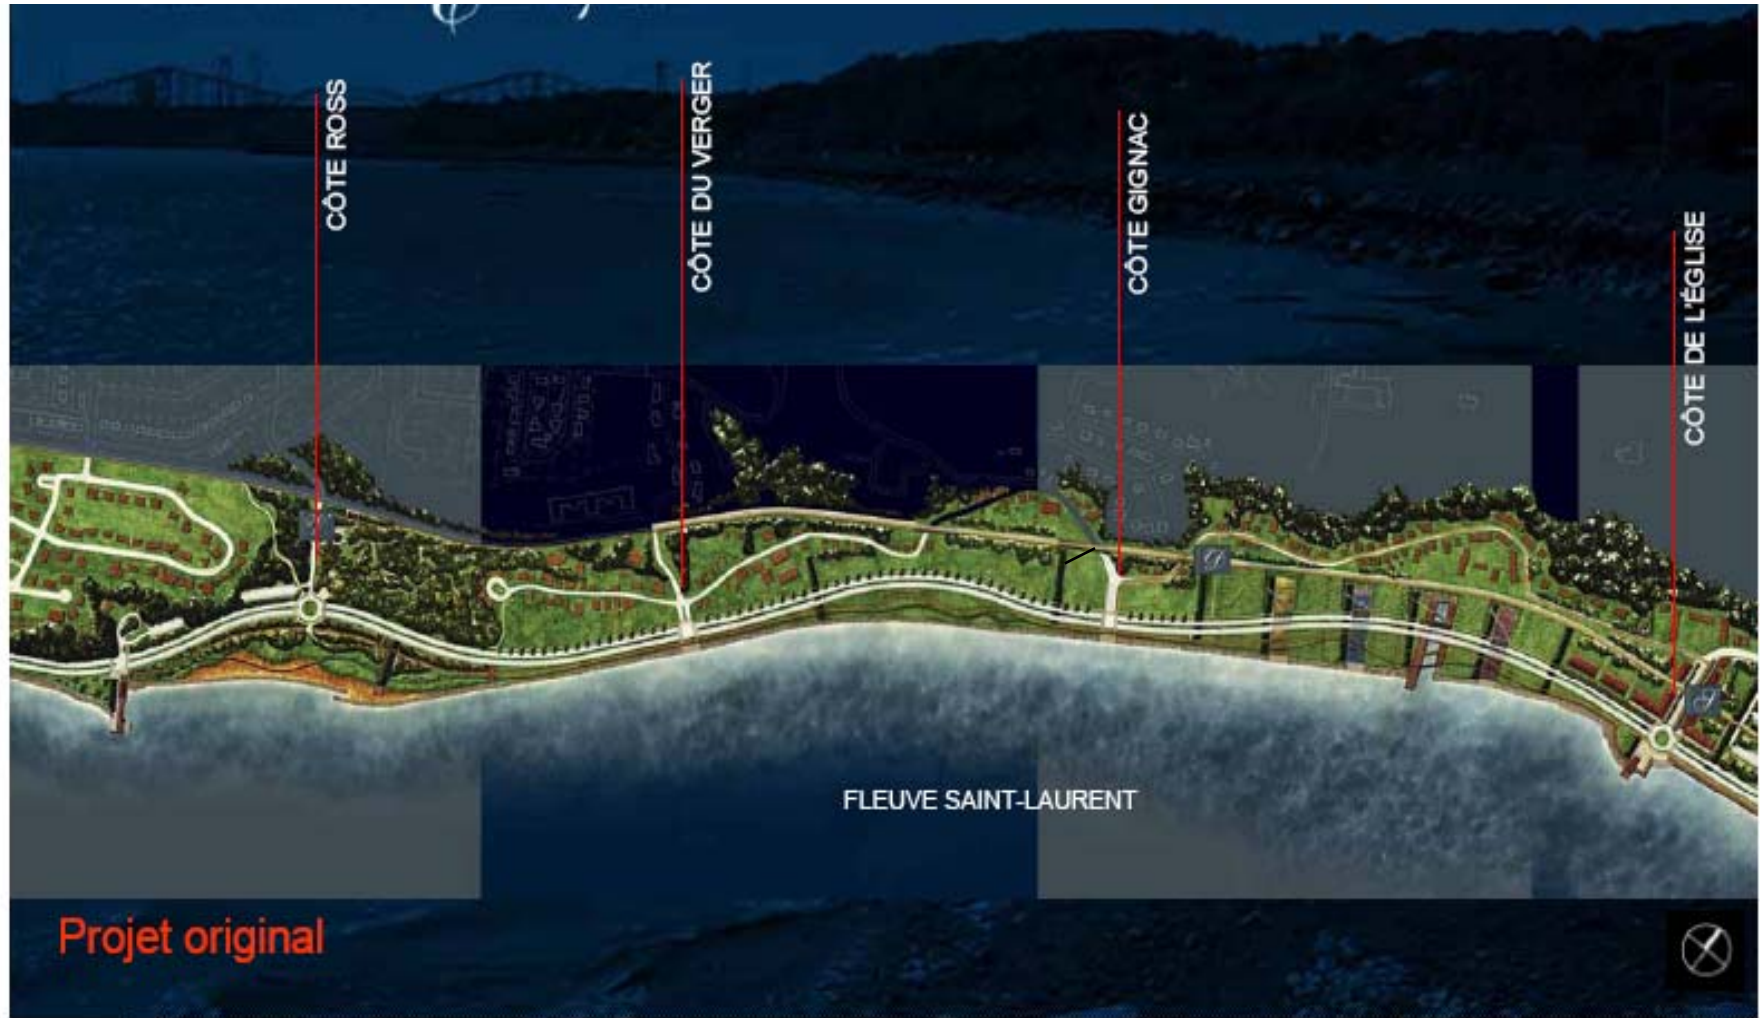 CÔTE ROSS
CÔTE DU VERGER
CÔTE GIGNAC
CÔTE DE L'ÉGLISE
FLEUVE SAINT-LAURENT
Projet original